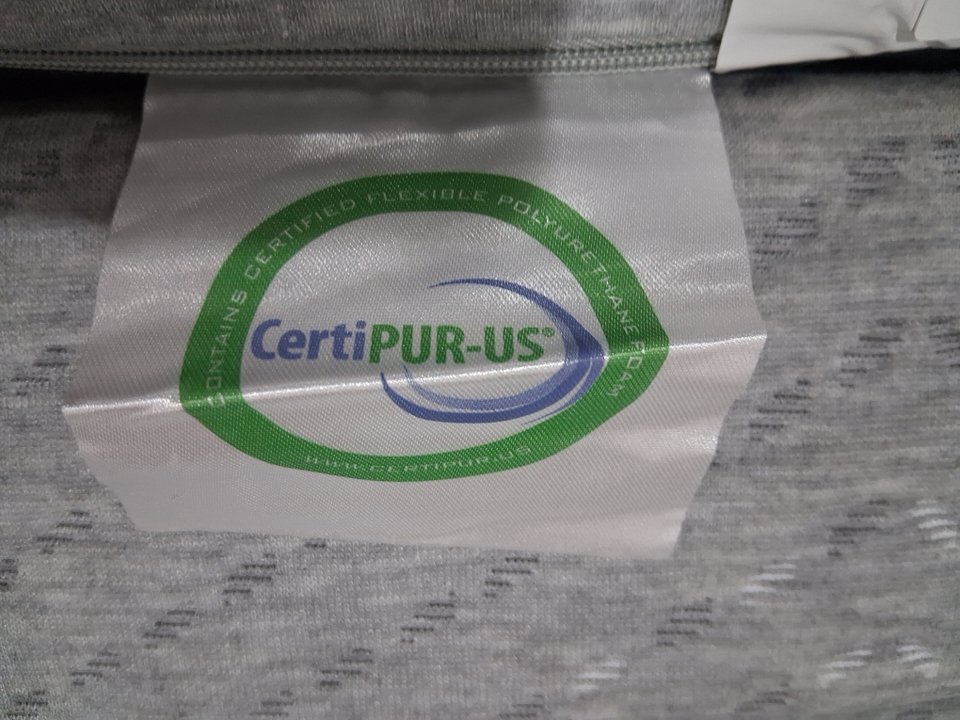 CONTAINS CERTIFIED FLEXIBLE POLYURETHANE FOAM
CertiPUR-US®
WWW.CERTIPUR.US